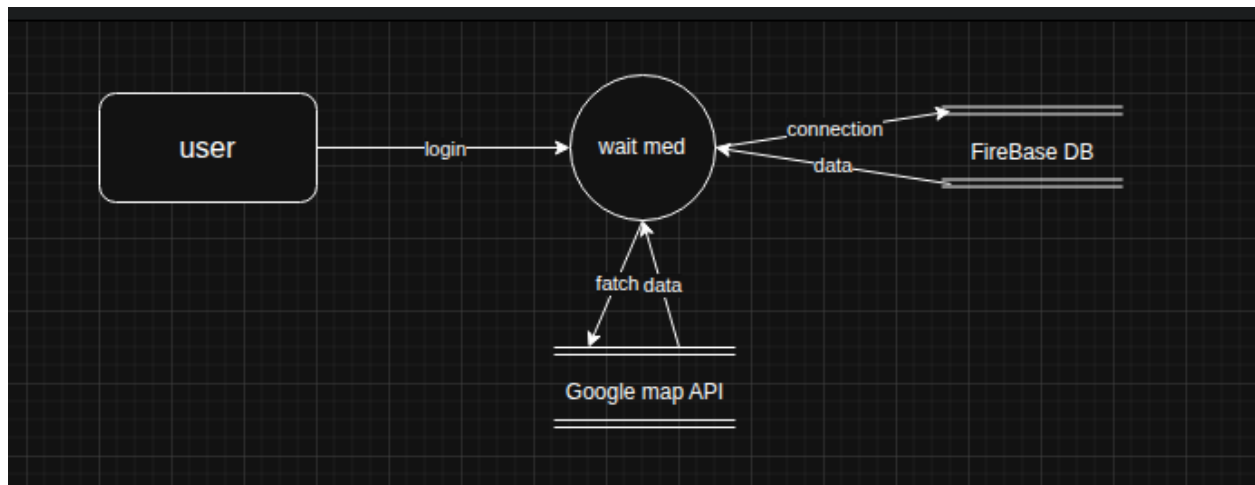 user
login
wait med
connection
data
FireBase DB
fatch
data
Google map API